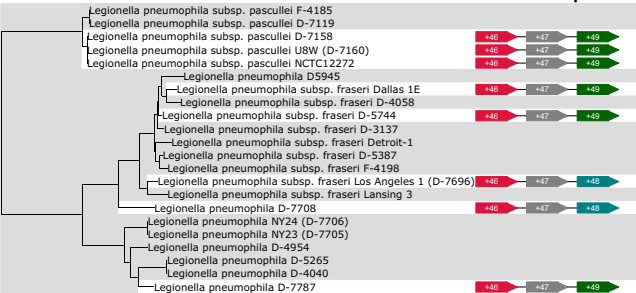 Legionella pneumophila subsp. pascullei F-4185
Legionella pneumophila subsp. pascullei D-7119
Legionella pneumophila subsp. pascullei D-7158 +46 +47 +49
Legionella pneumophila subsp. pascullei U8W (D-7160) +46 +47 +49
Legionella pneumophila subsp. pascullei NCTC12272 +46 +47 +49
Legionella pneumophila D5945
Legionella pneumophila subsp. fraseri Dallas 1E +46 +47 +49
Legionella pneumophila subsp. fraseri D-4058
Legionella pneumophila subsp. fraseri D-5744 +46 +47 +49
Legionella pneumophila subsp. fraseri D-3137
Legionella pneumophila subsp. fraseri Detroit-1
Legionella pneumophila subsp. fraseri D-5387
Legionella pneumophila subsp. fraseri F-4198
Legionella pneumophila subsp. fraseri Los Angeles 1 (D-7696) +46 +47 +48
Legionella pneumophila subsp. fraseri Lansing 3
Legionella pneumophila D-7708 +46 +47 +48
Legionella pneumophila NY24 (D-7706)
Legionella pneumophila NY23 (D-7705)
Legionella pneumophila D-4954
Legionella pneumophila D-5265
Legionella pneumophila D-4040
Legionella pneumophila D-7787 +46 +47 +49